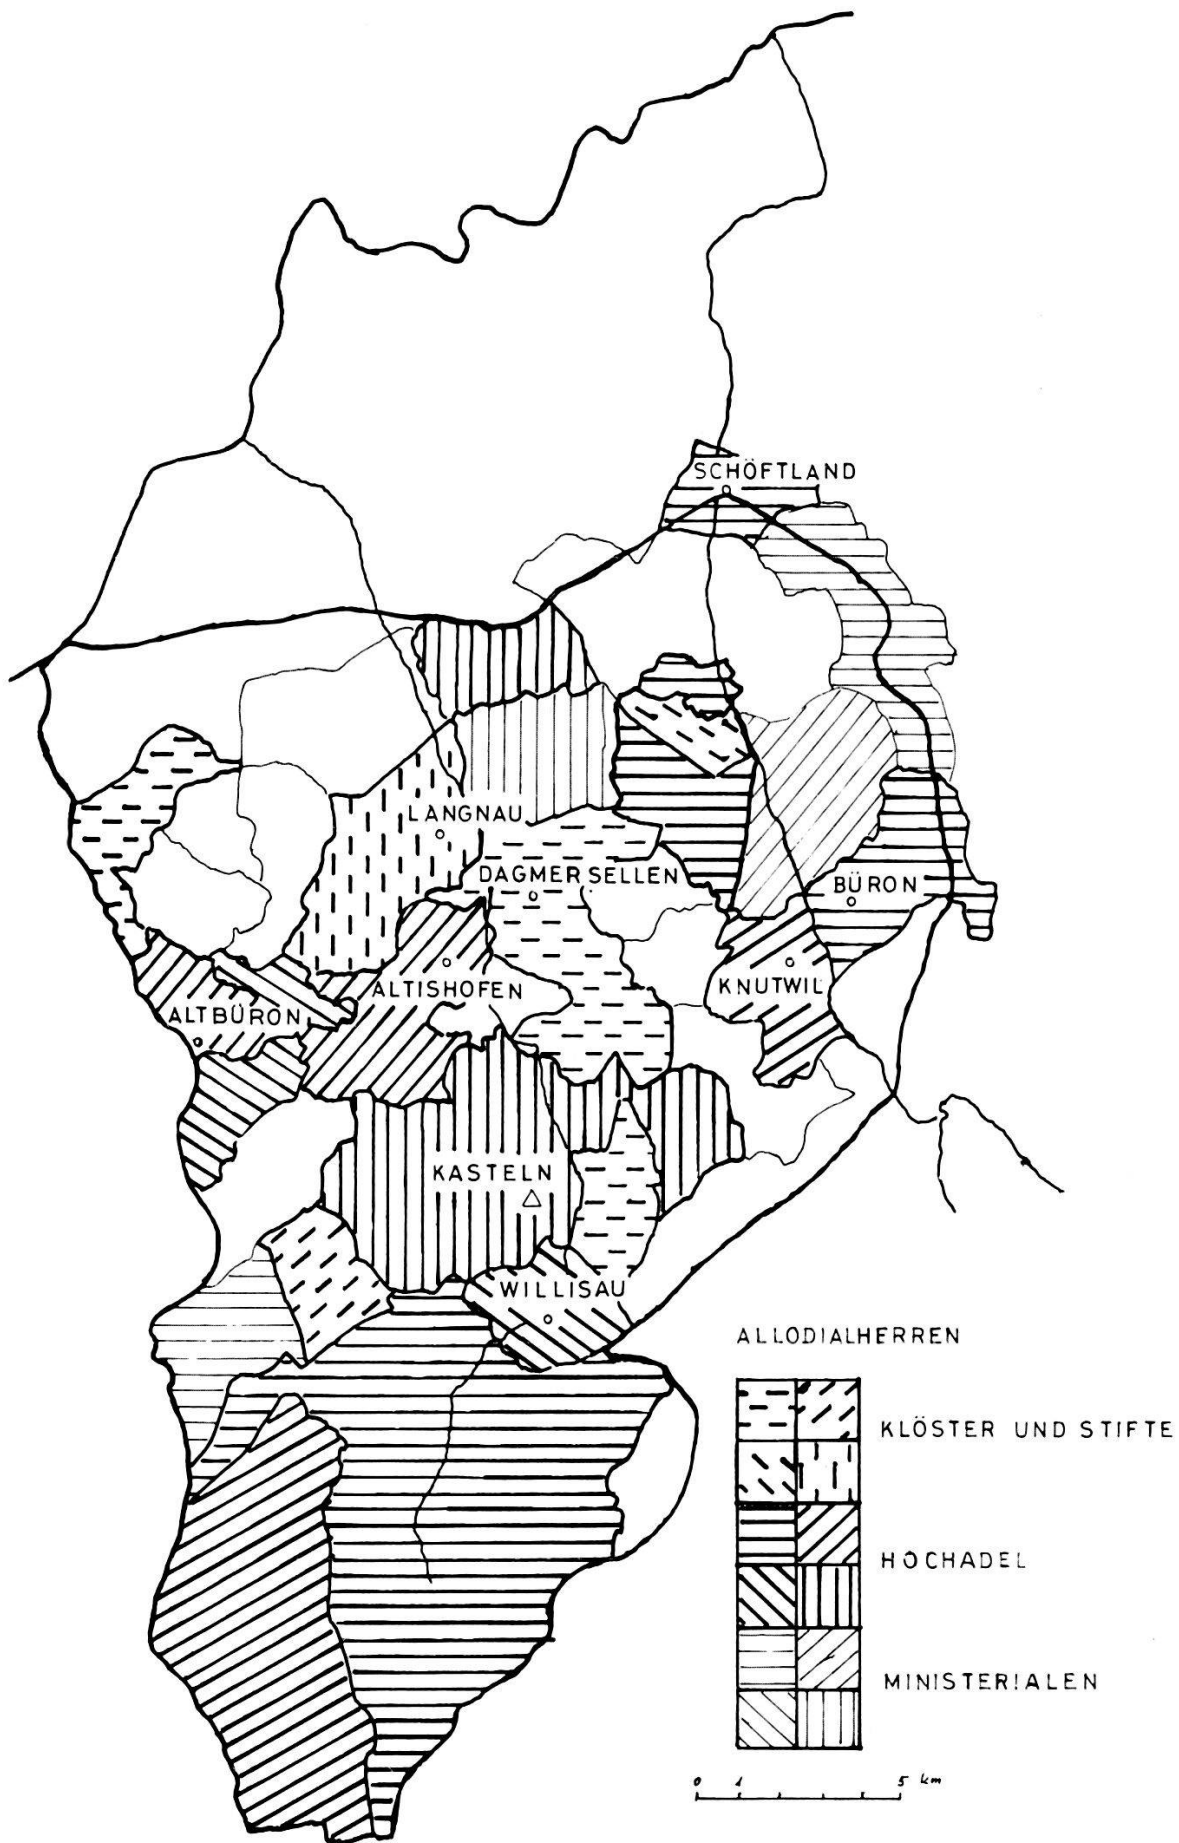 SCHÖFTLAND
LANGNAU
DAGMERSELLEN
BÜRON
ALTISHOFEN
KNUTWIL
ALTBÜRON
KASTELN
WILLISAU
ALLODIALHERREN
KLÖSTER UND STIFTE
HOCHADEL
MINISTERIALEN
0 1 5 km